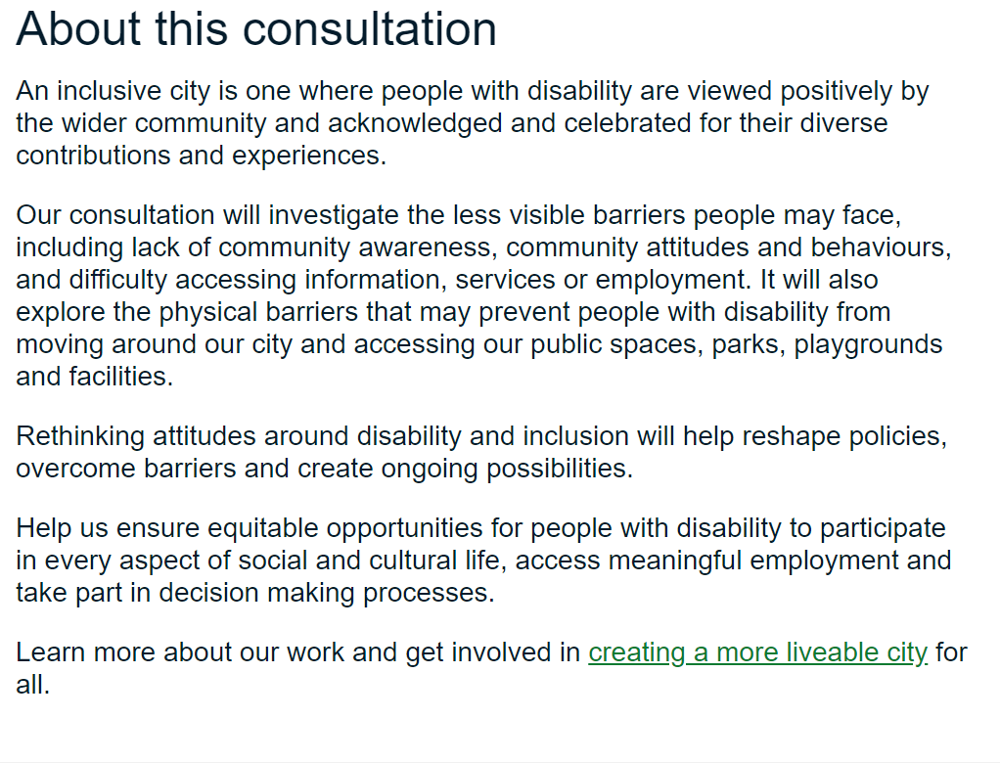 About this consultation
An inclusive city is one where people with disability are viewed positively by
the wider community and acknowledged and celebrated for their diverse
contributions and experiences.
Our consultation will investigate the less visible barriers people may face,
including lack of community awareness, community attitudes and behaviours,
and difficulty accessing information, services or employment. It will also
explore the physical barriers that may prevent people with disability from
moving around our city and accessing our public spaces, parks, playgrounds
and facilities.
Rethinking attitudes around disability and inclusion will help reshape policies,
overcome barriers and create ongoing possibilities.
Help us ensure equitable opportunities for people with disability to participate
in every aspect of social and cultural life, access meaningful employment and
take part in decision making processes.
Learn more about our work and get involved in creating a more liveable city for
all.